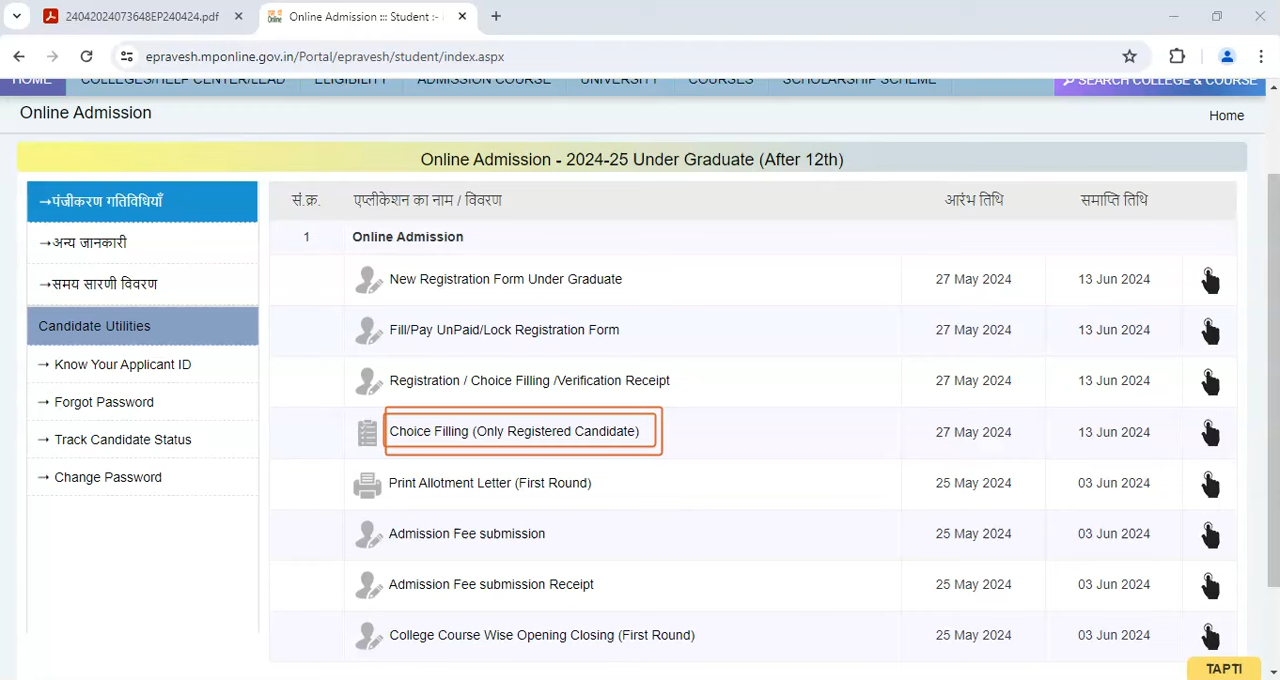 24042024073648EP240424.pdf
Online Admission ::: Student :-
epravesh.mponline.gov.in/Portal/epravesh/student/index.aspx
HOME COLLEGES/HELP CENTER/LEAD ELIGIBILITY ADMISSION COURSE UNIVERSITY COURSES SCHOLARSHIP SCHEME SEARCH COLLEGE & COURSE
Online Admission
Home
Online Admission - 2024-25 Under Graduate (After 12th)
→पंजीकरण गतिविधियाँ
→अन्य जानकारी
→समय सारणी विवरण
Candidate Utilities
→ Know Your Applicant ID
→ Forgot Password
→ Track Candidate Status
→ Change Password
सं.क्र. एप्लीकेशन का नाम / विवरण आरंभ तिथि समाप्ति तिथि
1 Online Admission
New Registration Form Under Graduate 27 May 2024 13 Jun 2024
Fill/Pay UnPaid/Lock Registration Form 27 May 2024 13 Jun 2024
Registration / Choice Filling /Verification Receipt 27 May 2024 13 Jun 2024
Choice Filling (Only Registered Candidate) 27 May 2024 13 Jun 2024
Print Allotment Letter (First Round) 25 May 2024 03 Jun 2024
Admission Fee submission 25 May 2024 03 Jun 2024
Admission Fee submission Receipt 25 May 2024 03 Jun 2024
College Course Wise Opening Closing (First Round) 25 May 2024 03 Jun 2024
TAPTI